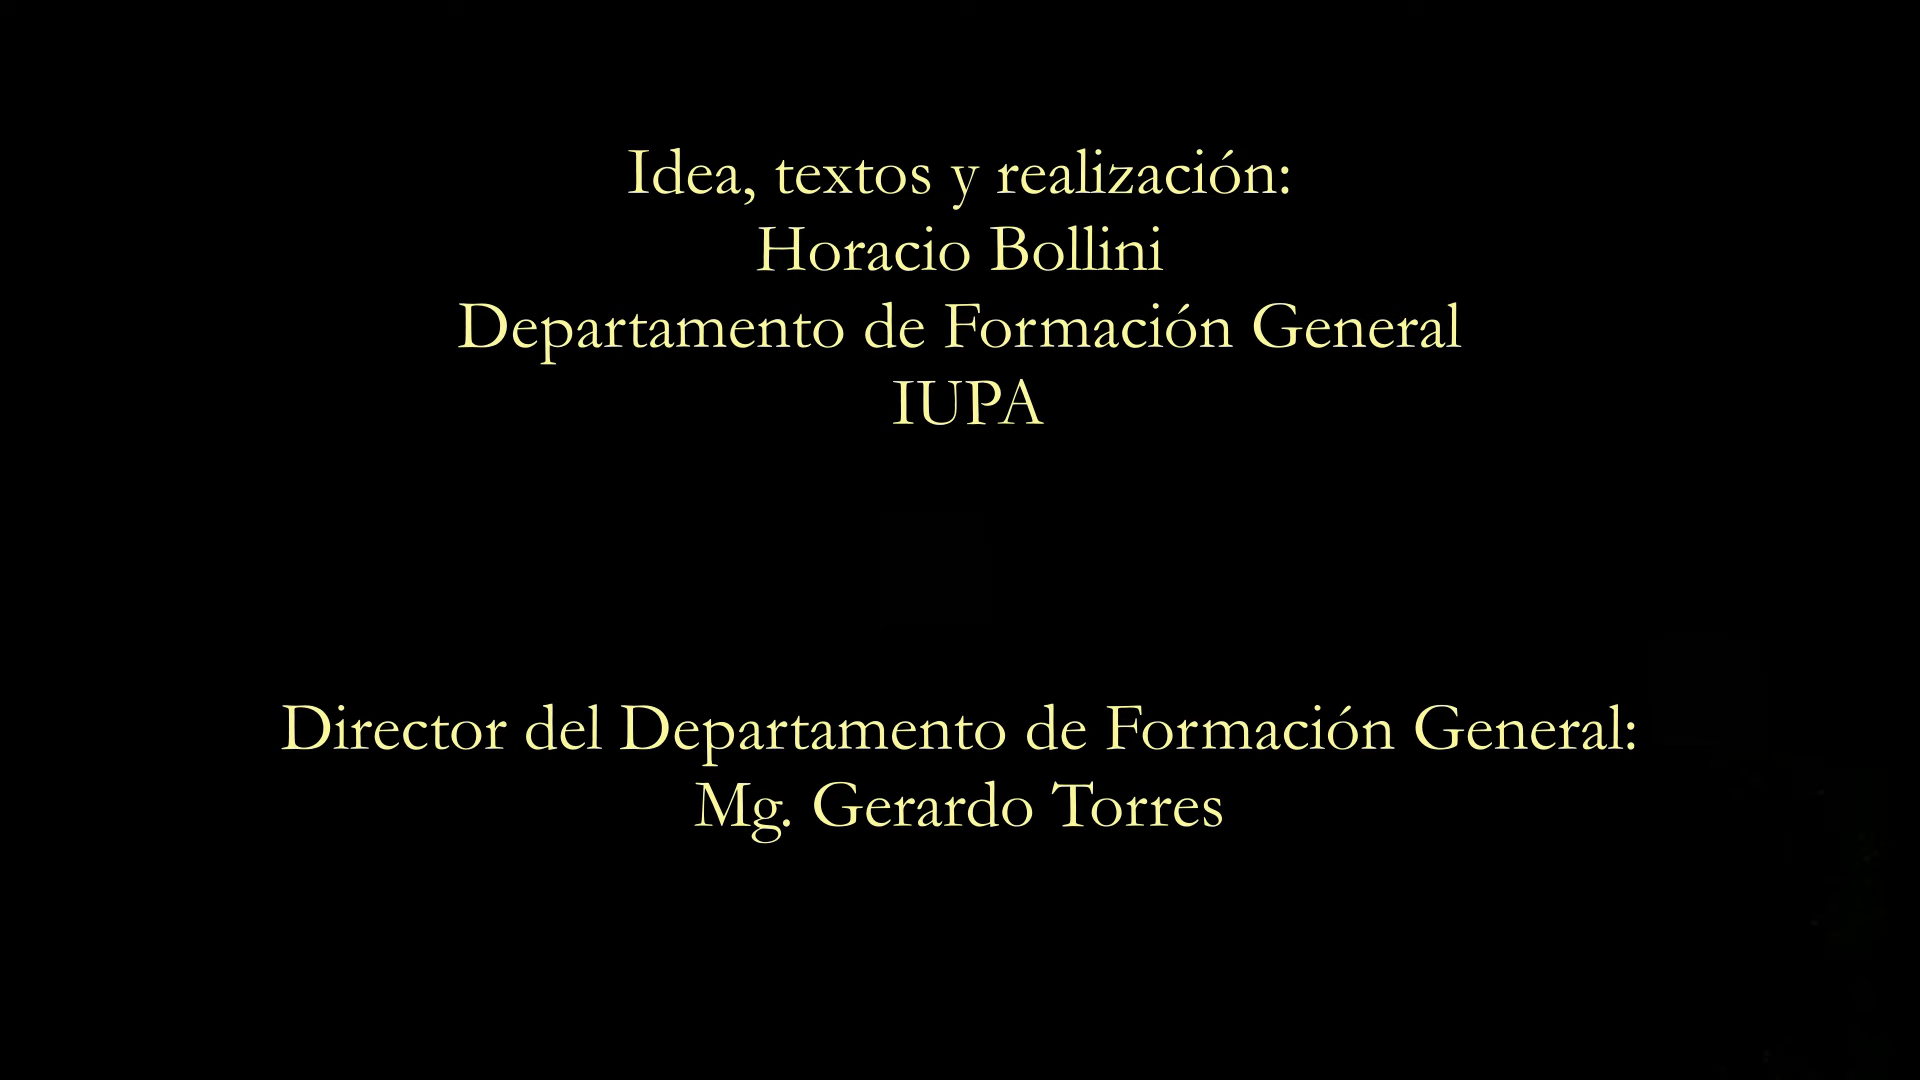 Idea, textos y realización:
Horacio Bollini
Departamento de Formación General
IUPA
Director del Departamento de Formación General:
Mg. Gerardo Torres